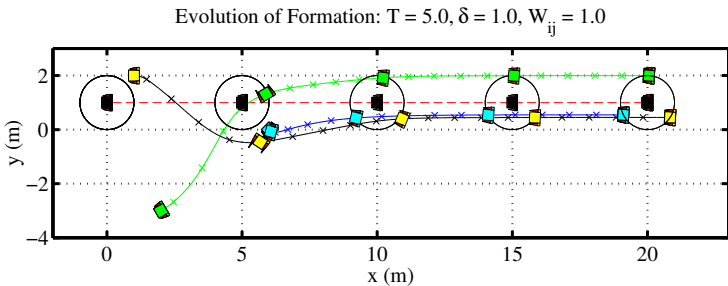 Evolution of Formation: T = 5.0, δ = 1.0, W_ij = 1.0
y (m)
2
0
−2
−4
0 5 10 15 20
x (m)